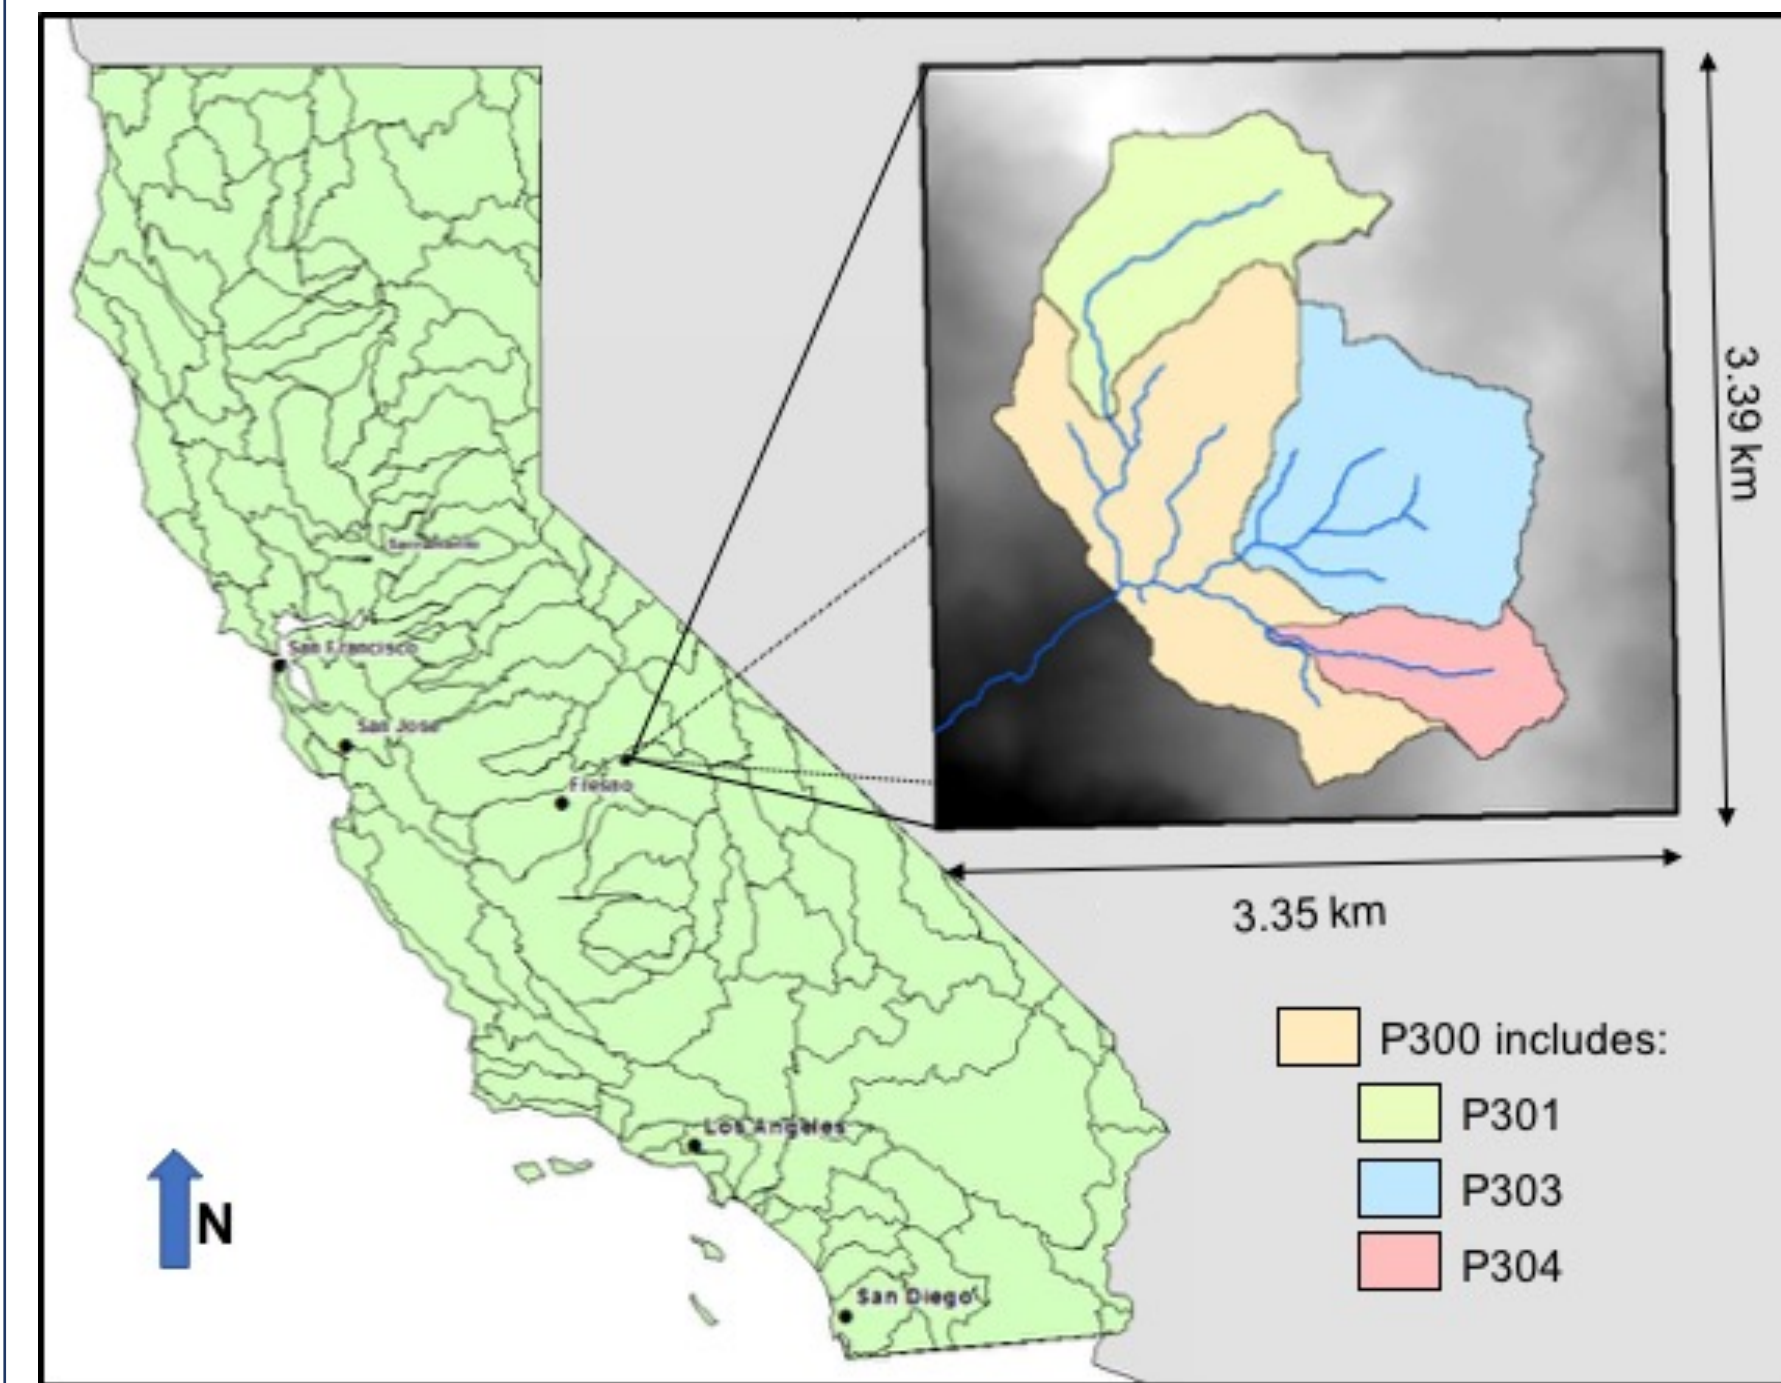 Sacramento
San Francisco
San Jose
Fresno
Los Angeles
San Diego
N
3.39 km
3.35 km
P300 includes:
P301
P303
P304